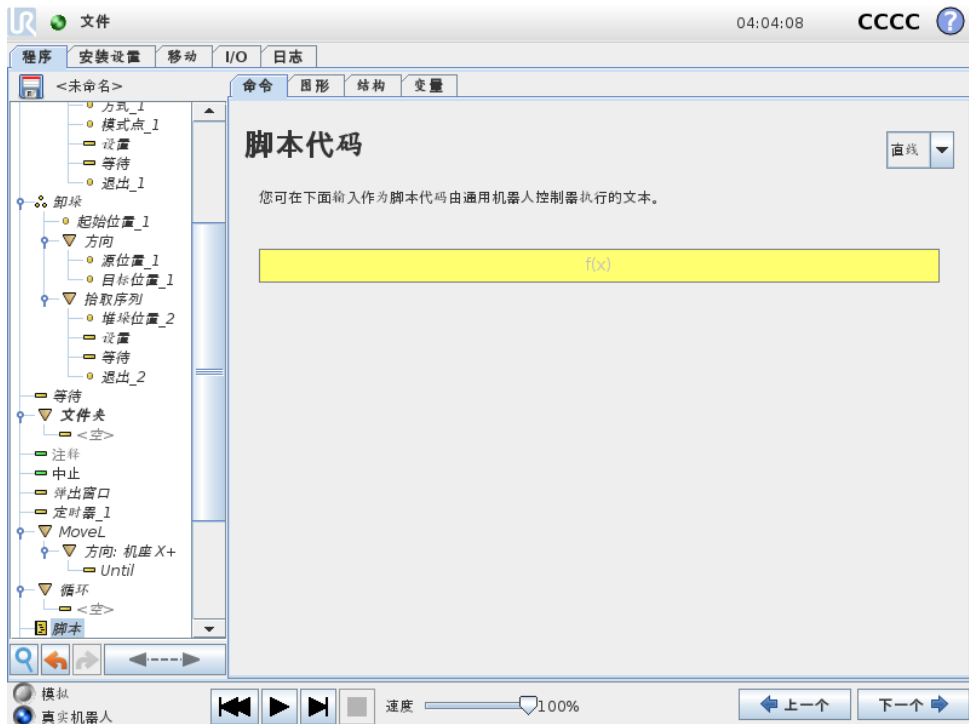 UR 文件 04:04:08 CCCC ?
程序 安装设置 移动 I/O 日志
<未命名> 命令 图形 结构 变量
方式_1
模式点_1
设置
等待
退出_1
卸垛
起始位置_1
方向
源位置_1
目标位置_1
拾取序列
堆垛位置_2
设置
等待
退出_2
等待
文件夹
<空>
注释
中止
弹出窗口
定时器_1
MoveL
方向: 机座 X+
Until
循环
<空>
脚本
脚本代码
直线
您可在下面输入作为脚本代码由通用机器人控制器执行的文本。
f(x)
模拟
真实机器人
速度 100%
上一个 下一个